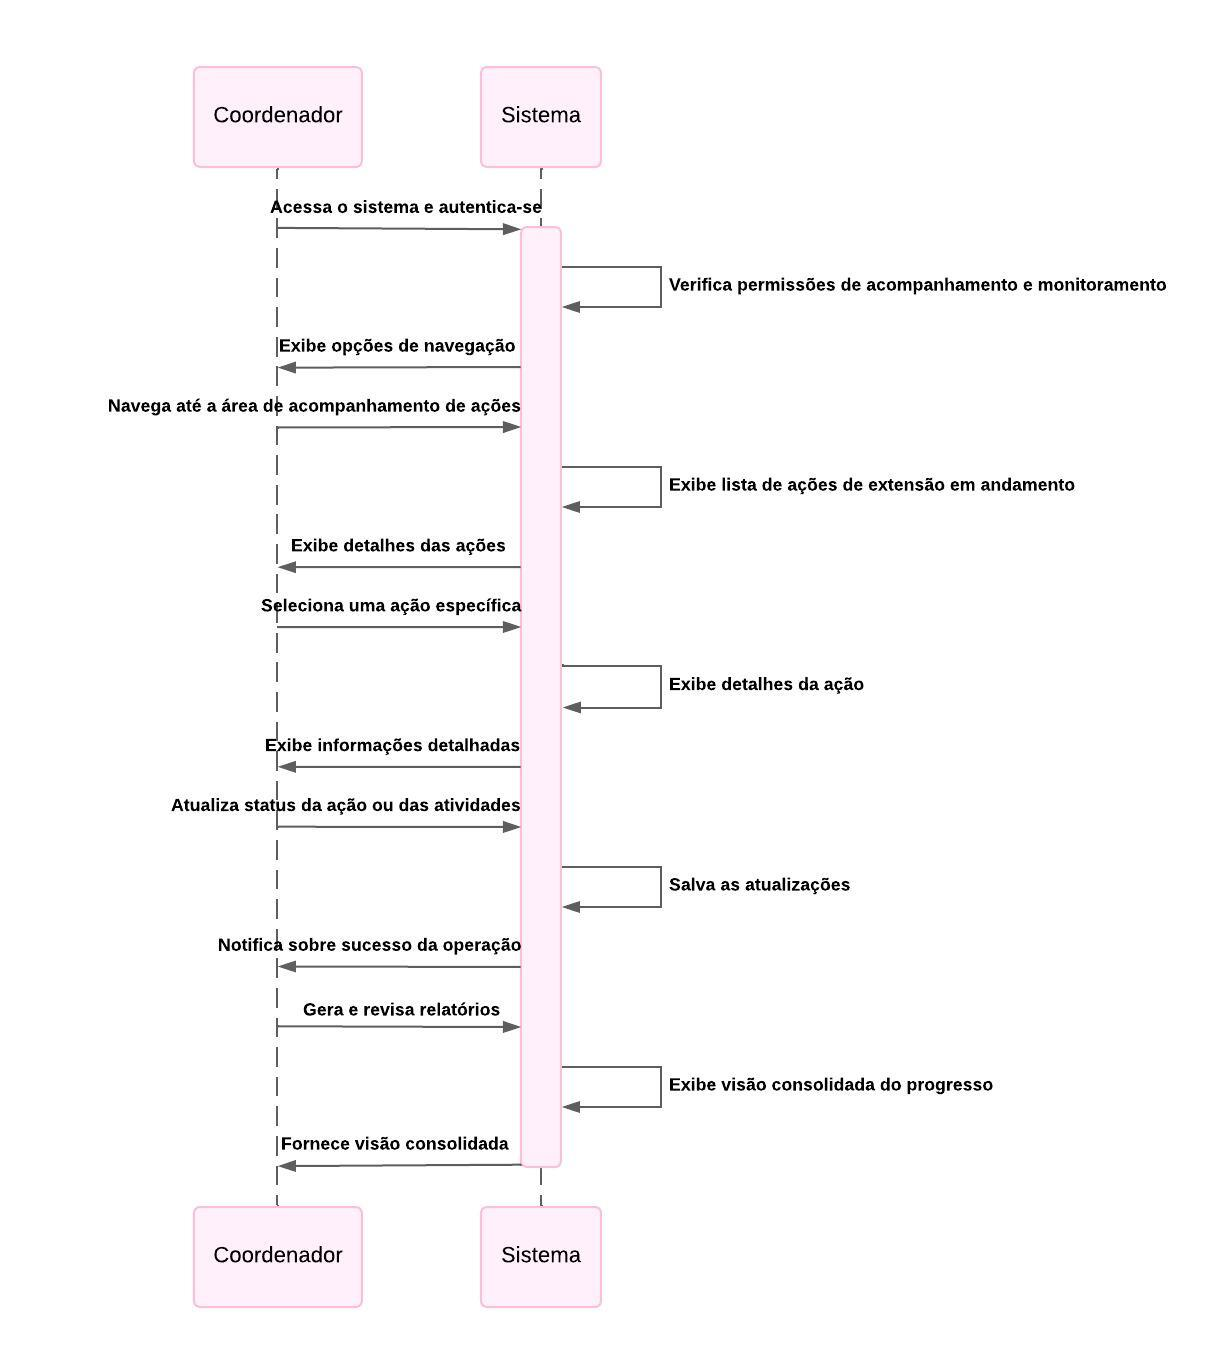 Coordenador
Sistema
Acessa o sistema e autentica-se
Verifica permissões de acompanhamento e monitoramento
Exibe opções de navegação
Navega até a área de acompanhamento de ações
Exibe lista de ações de extensão em andamento
Exibe detalhes das ações
Seleciona uma ação específica
Exibe detalhes da ação
Exibe informações detalhadas
Atualiza status da ação ou das atividades
Salva as atualizações
Notifica sobre sucesso da operação
Gera e revisa relatórios
Exibe visão consolidada do progresso
Fornece visão consolidada
Coordenador
Sistema